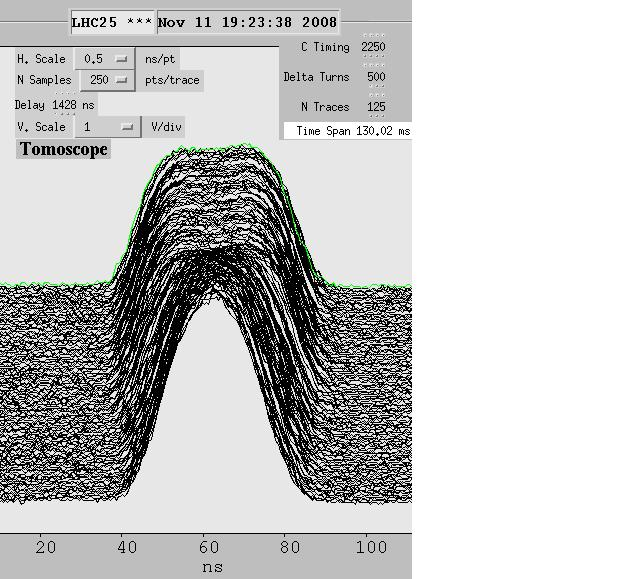 LHC25 *** Nov 11 19:23:38 2008
C Timing 2250
H. Scale 0.5 ns/pt
N Samples 250 pts/trace
Delta Turns 500
Delay 1428 ns
N Traces 125
V. Scale 1 V/div
Time Span 130.02 ms
Tomoscope
20 40 60 80 100
ns